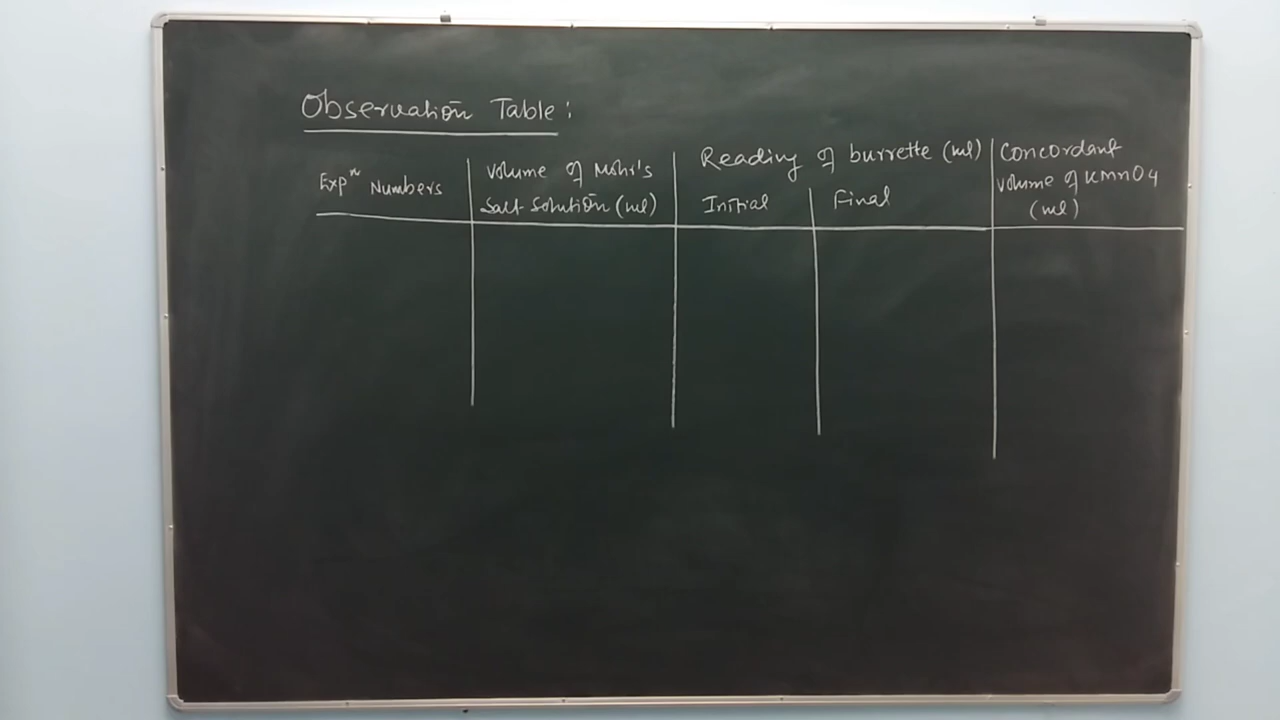 Observation Table :
Expⁿ Numbers
Volume of Mohr's
Salt Solution (ml)
Reading of burrette (ml)
Initial
Final
Concordant
Volume of KMnO4
(ml)